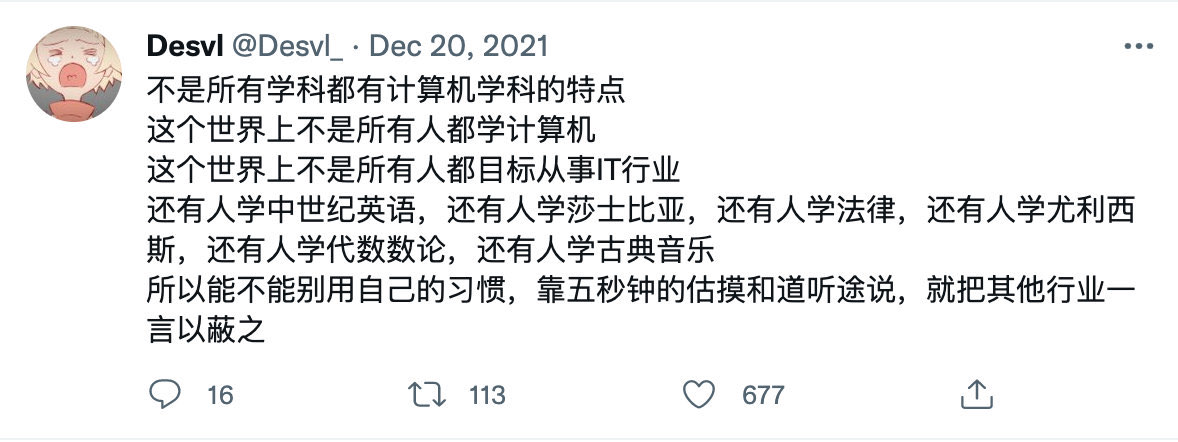 Desvl @Desvl_ · Dec 20, 2021
不是所有学科都有计算机学科的特点
这个世界上不是所有人都学计算机
这个世界上不是所有人都目标从事IT行业
还有人学中世纪英语，还有人学莎士比亚，还有人学法律，还有人学尤利西
斯，还有人学代数数论，还有人学古典音乐
所以能不能别用自己的习惯，靠五秒钟的估摸和道听途说，就把其他行业一
言以蔽之
16 113 677